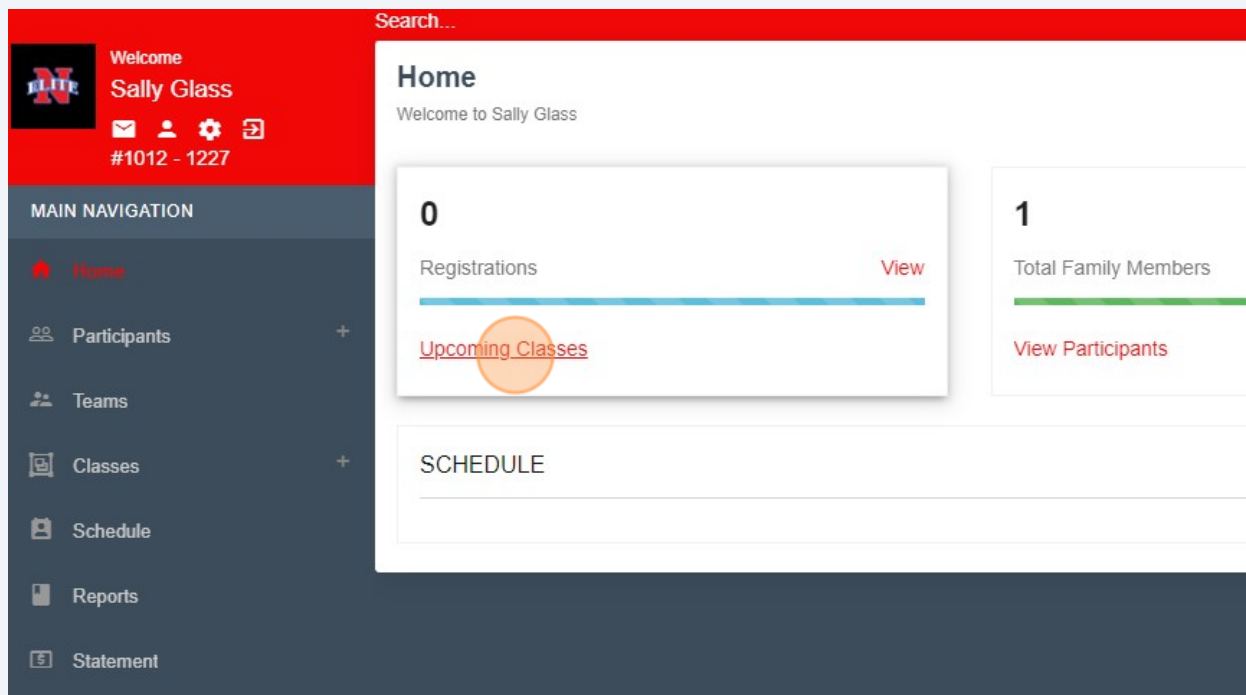 Search...
ELITE
N
Welcome
Sally Glass
#1012 - 1227
MAIN NAVIGATION
Home
Participants
Teams
Classes
Schedule
Reports
Statement
Home
Welcome to Sally Glass
0
Registrations View
Upcoming Classes
1
Total Family Members
View Participants
SCHEDULE